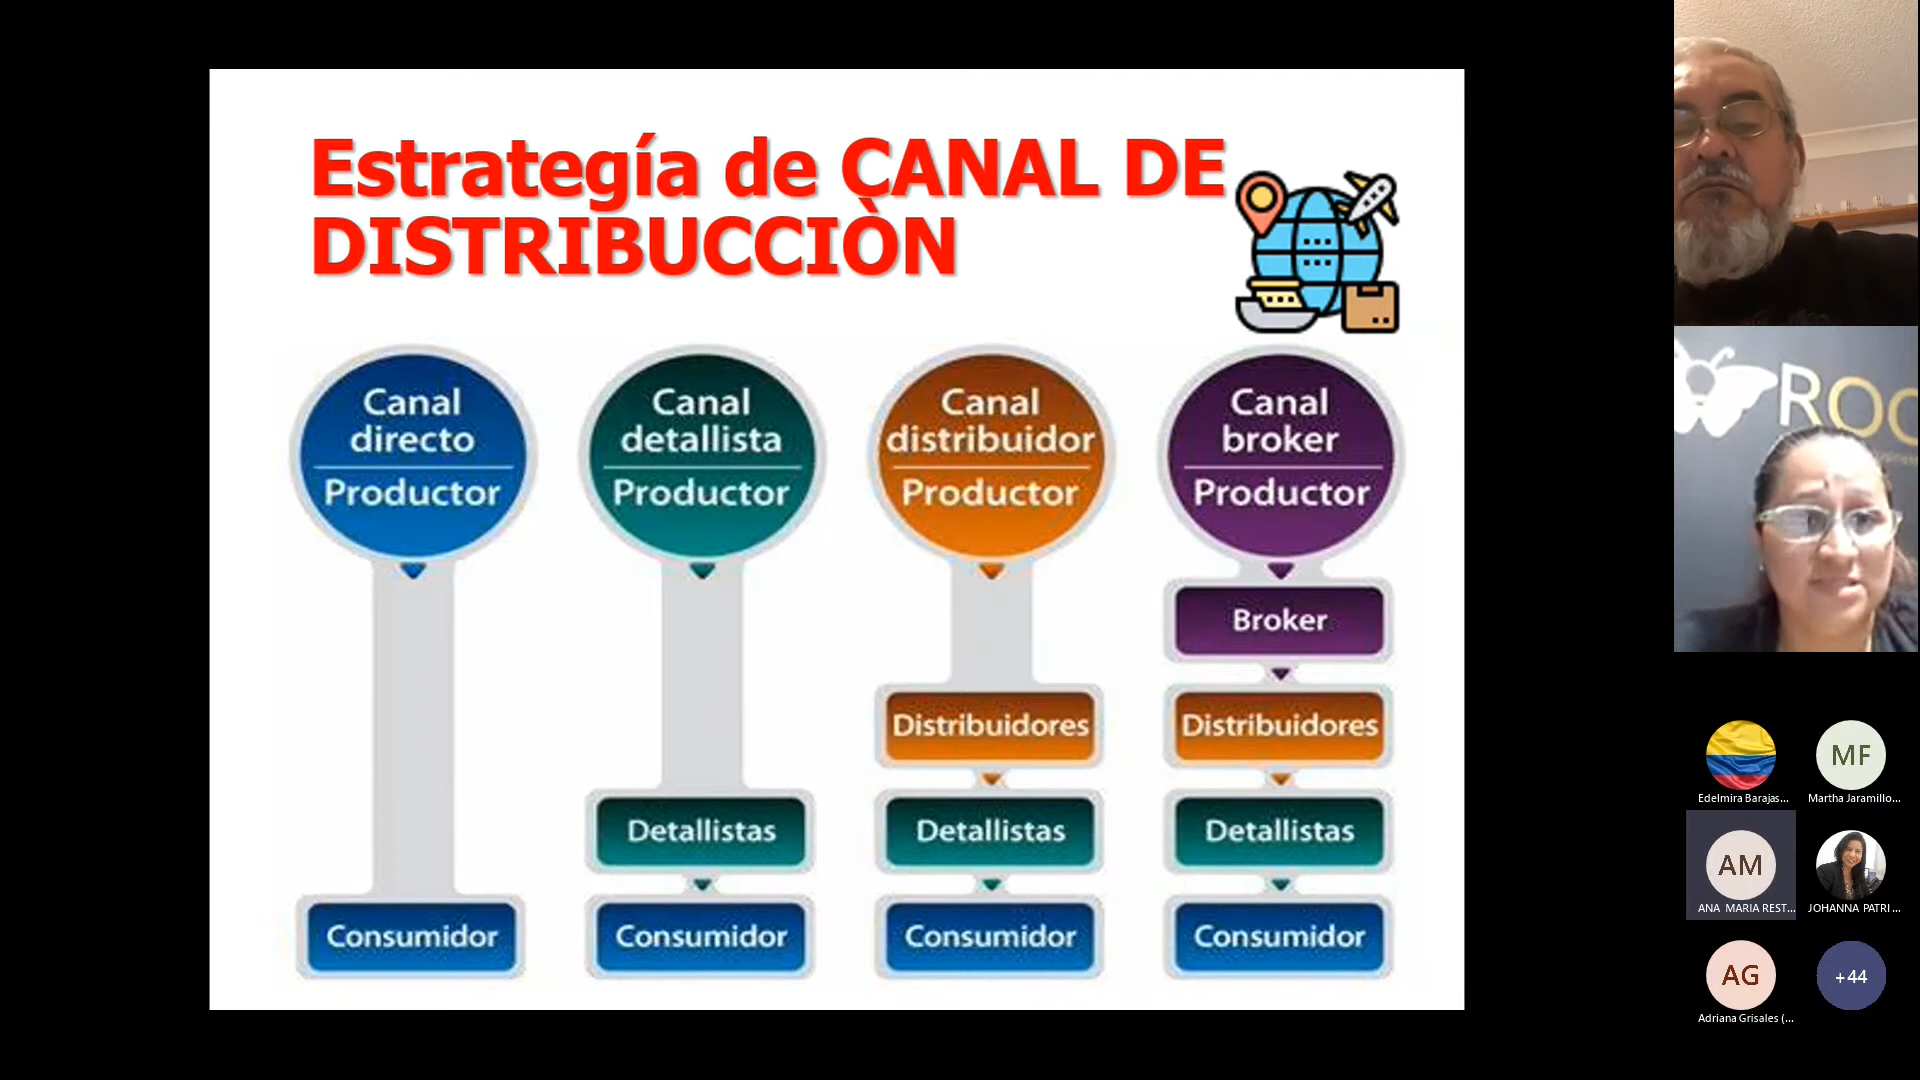 Estrategía de CANAL DE
DISTRIBUCCIÒN
Canal
directo
Productor
Consumidor
Canal
detallista
Productor
Detallistas
Consumidor
Canal
distribuidor
Productor
Distribuidores
Detallistas
Consumidor
Canal
broker
Productor
Broker
Distribuidores
Detallistas
Consumidor
ROC
MF
Edelmira Barajas...
Martha Jaramillo...
AM
ANA MARIA REST...
JOHANNA PATRI...
AG
+44
Adriana Grisales (...